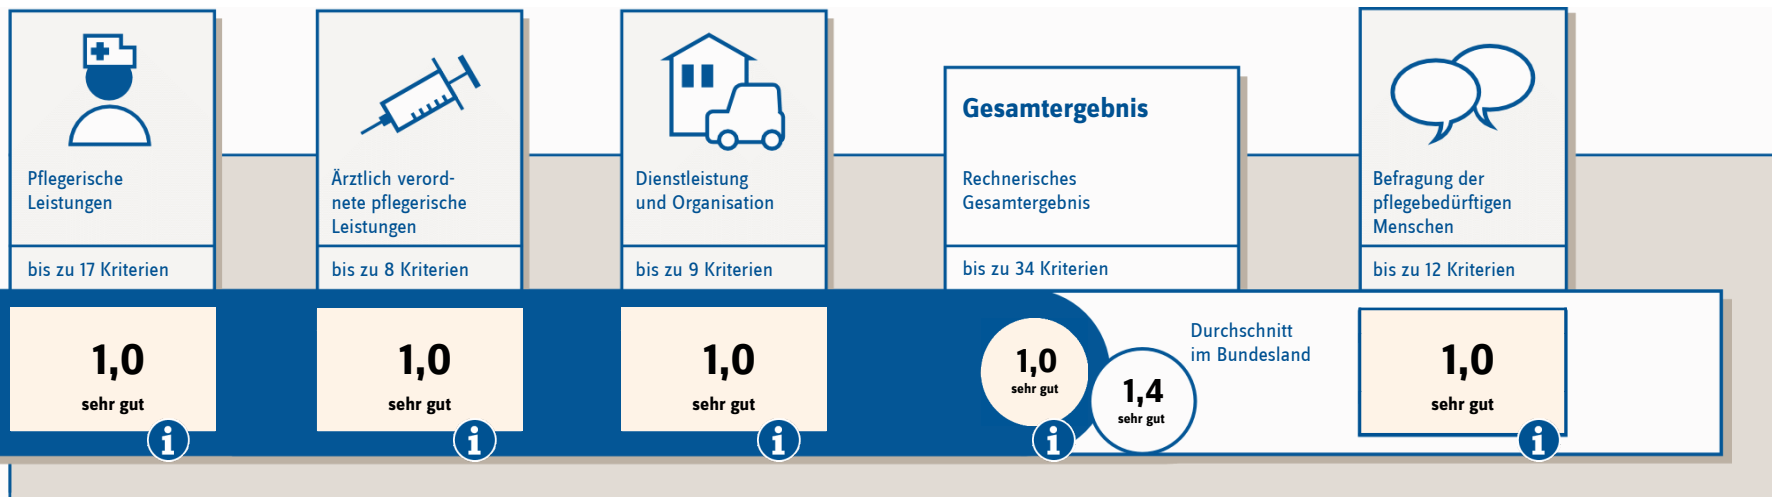 Pflegerische
Leistungen
bis zu 17 Kriterien
1,0
sehr gut
i
Ärztlich verord-
nete pflegerische
Leistungen
bis zu 8 Kriterien
1,0
sehr gut
i
Dienstleistung
und Organisation
bis zu 9 Kriterien
1,0
sehr gut
i
Gesamtergebnis
Rechnerisches
Gesamtergebnis
bis zu 34 Kriterien
1,0
sehr gut
i
1,4
sehr gut
Durchschnitt
im Bundesland
Befragung der
pflegebedürftigen
Menschen
bis zu 12 Kriterien
1,0
sehr gut
i